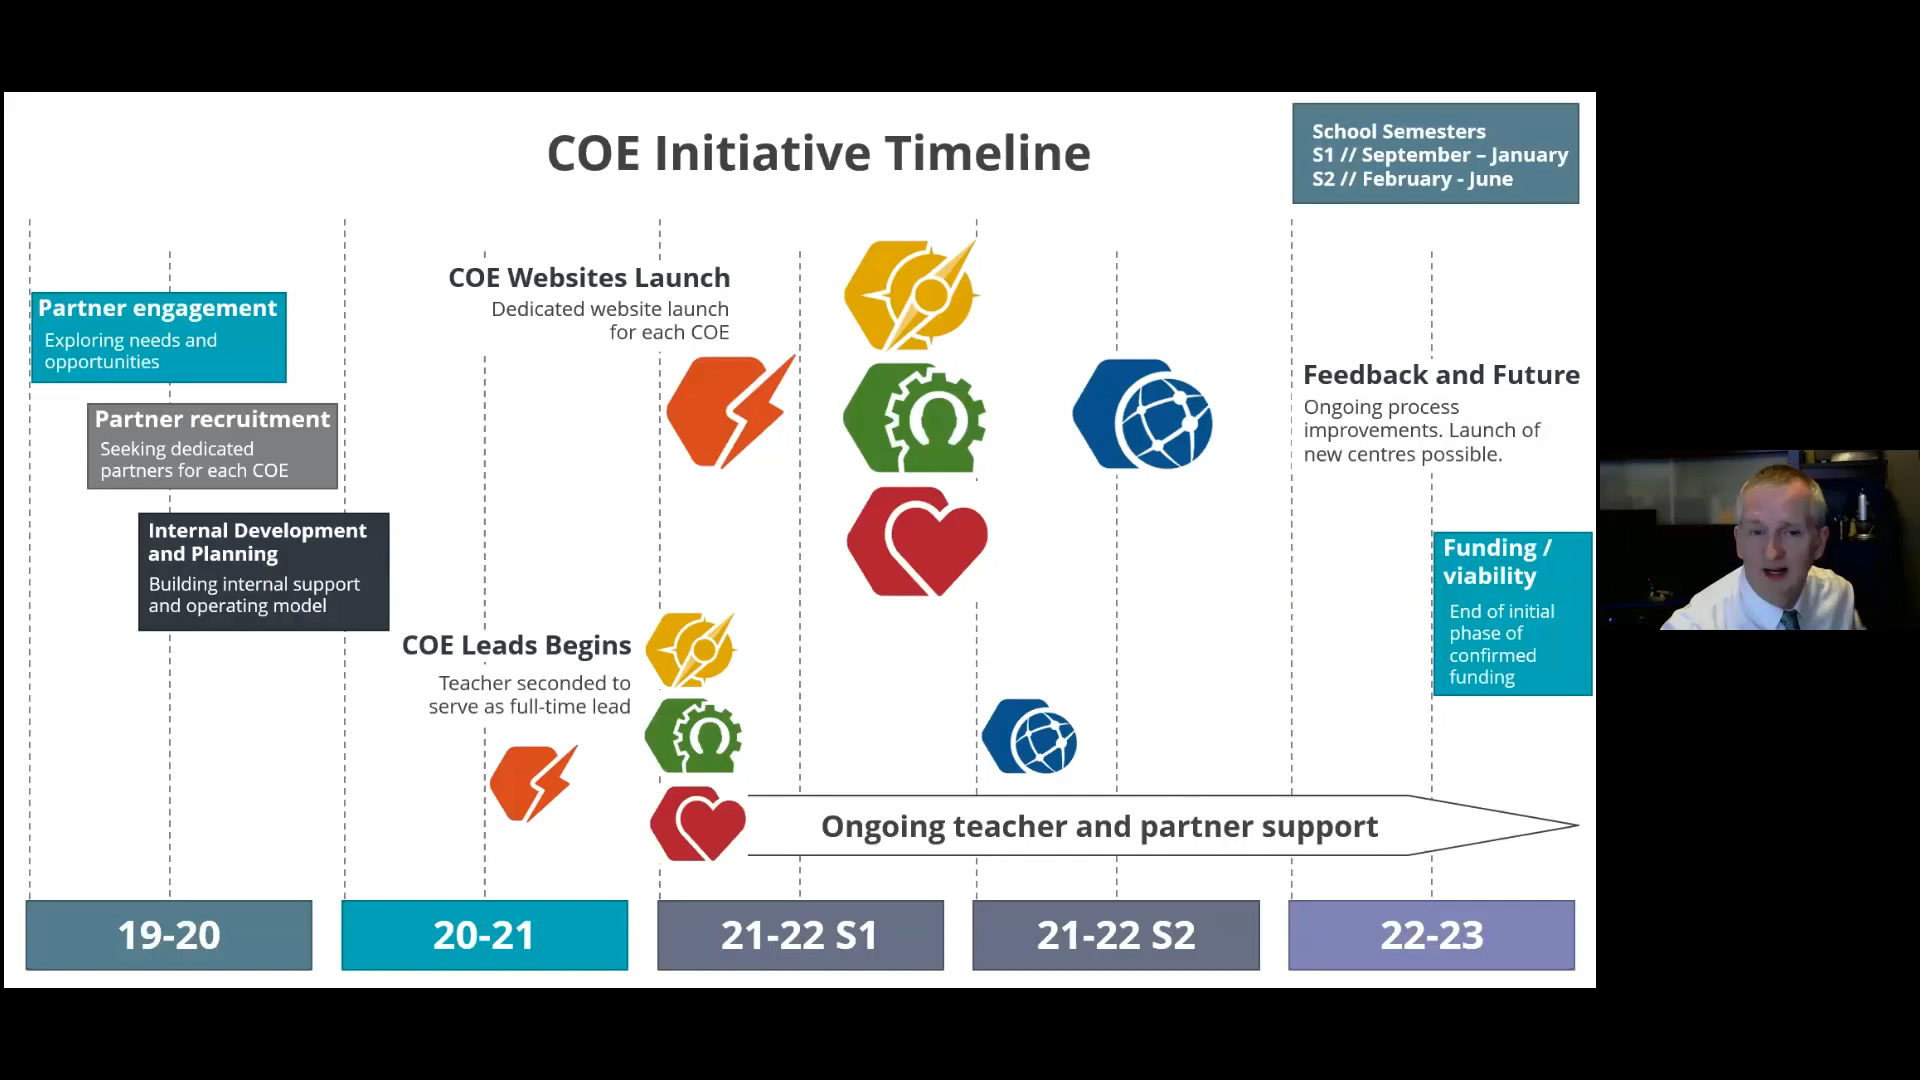 COE Initiative Timeline
School Semesters
S1 // September – January
S2 // February - June
Partner engagement
Exploring needs and
opportunities
Partner recruitment
Seeking dedicated
partners for each COE
Internal Development
and Planning
Building internal support
and operating model
COE Websites Launch
Dedicated website launch
for each COE
COE Leads Begins
Teacher seconded to
serve as full-time lead
Feedback and Future
Ongoing process
improvements. Launch of
new centres possible.
Funding /
viability
End of initial
phase of
confirmed
funding
Ongoing teacher and partner support
19-20
20-21
21-22 S1
21-22 S2
22-23